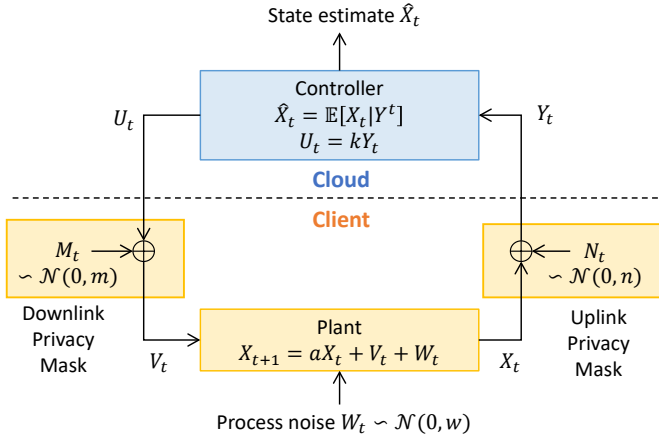 State estimate X̂_t
Controller
X̂_t = 𝔼[X_t|Y^t]
U_t = kY_t
U_t
Y_t
Cloud
Client
M_t
∽ 𝒩(0, m)
N_t
∽ 𝒩(0, n)
Downlink
Privacy
Mask
V_t
Plant
X_{t+1} = aX_t + V_t + W_t
X_t
Uplink
Privacy
Mask
Process noise W_t ∽ 𝒩(0, w)